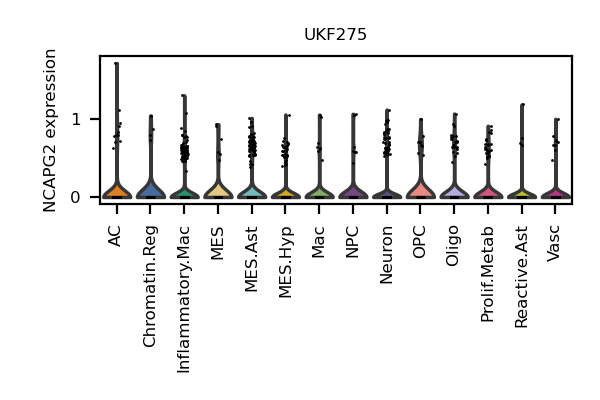 UKF275
NCAPG2 expression
1
0
AC
Chromatin.Reg
Inflammatory.Mac
MES
MES.Ast
MES.Hyp
Mac
NPC
Neuron
OPC
Oligo
Prolif.Metab
Reactive.Ast
Vasc